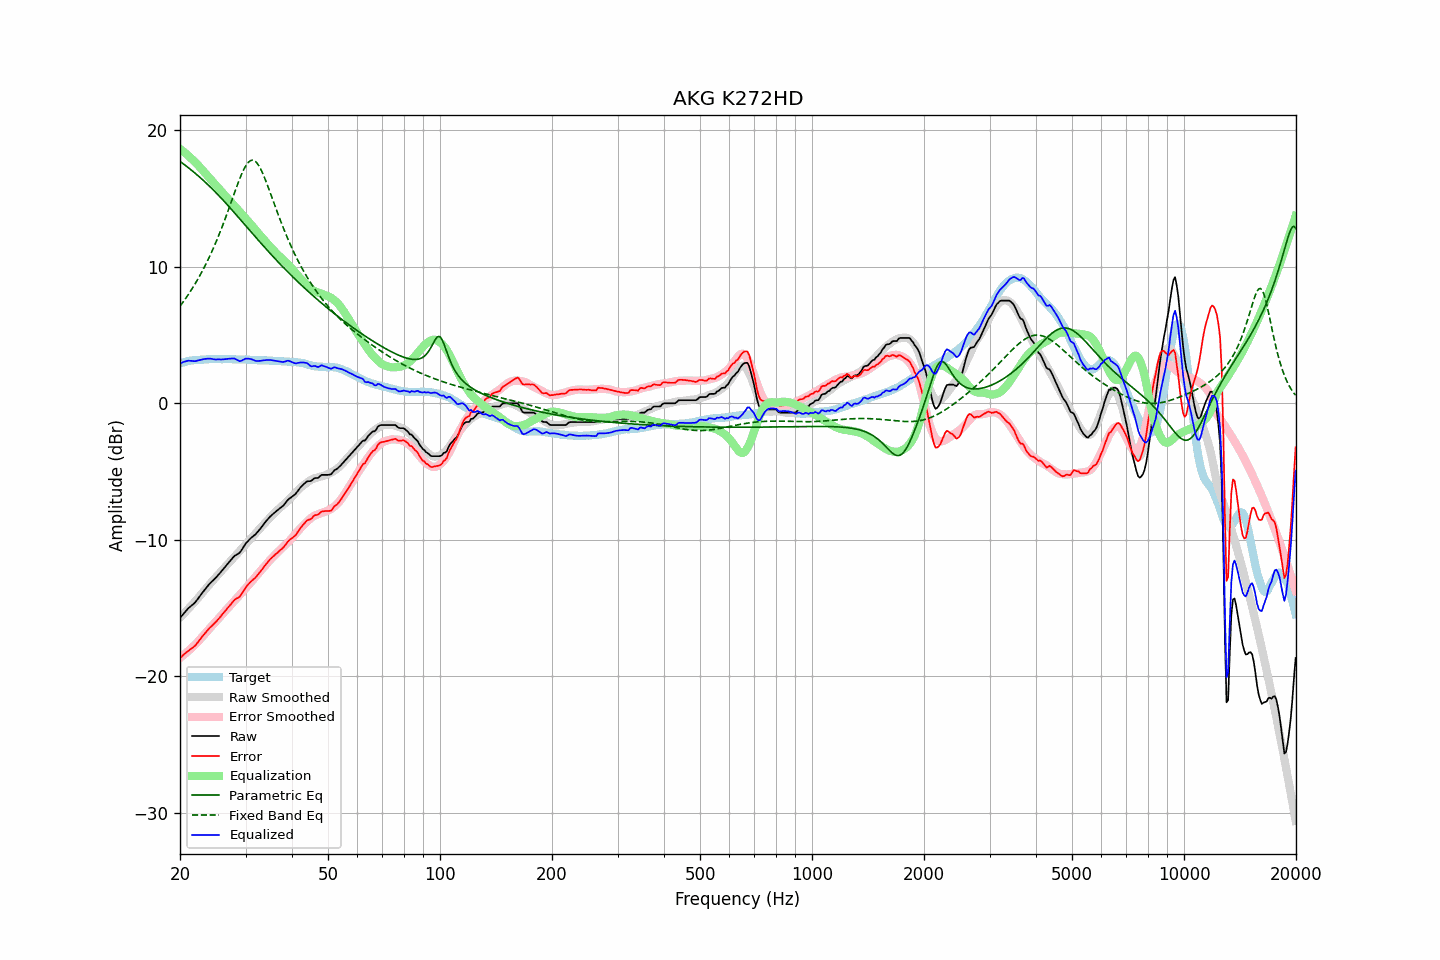 AKG K272HD
Amplitude (dBr)
20
10
0
−10
−20
−30
Target
Raw Smoothed
Error Smoothed
Raw
Error
Equalization
Parametric Eq
Fixed Band Eq
Equalized
20 50 100 200 500 1000 2000 5000 10000 20000
Frequency (Hz)